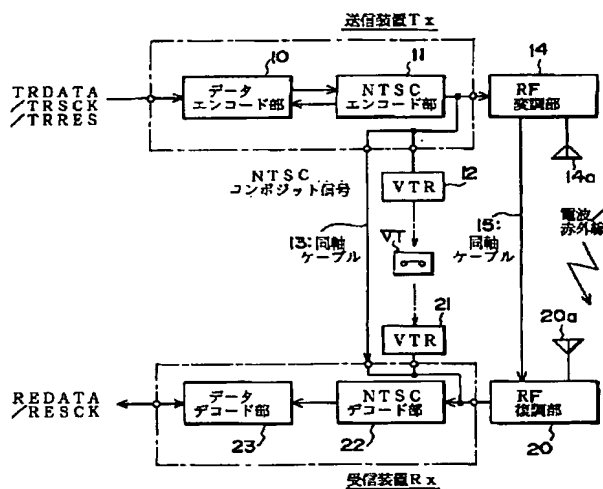 送信装置Tx
10
11
14
TRDATA
/TRSCK
/TRRES
データ
エンコード部
NTSC
エンコード部
RF
変調部
14a
NTSC
コンポジット信号
VTR
12
13:同軸
ケーブル
VT
15:
同軸
ケーブル
電波/
赤外線
21
VTR
20a
REDATA
/RESCK
データ
デコード部
NTSC
デコード部
RF
復調部
23
22
20
受信装置Rx